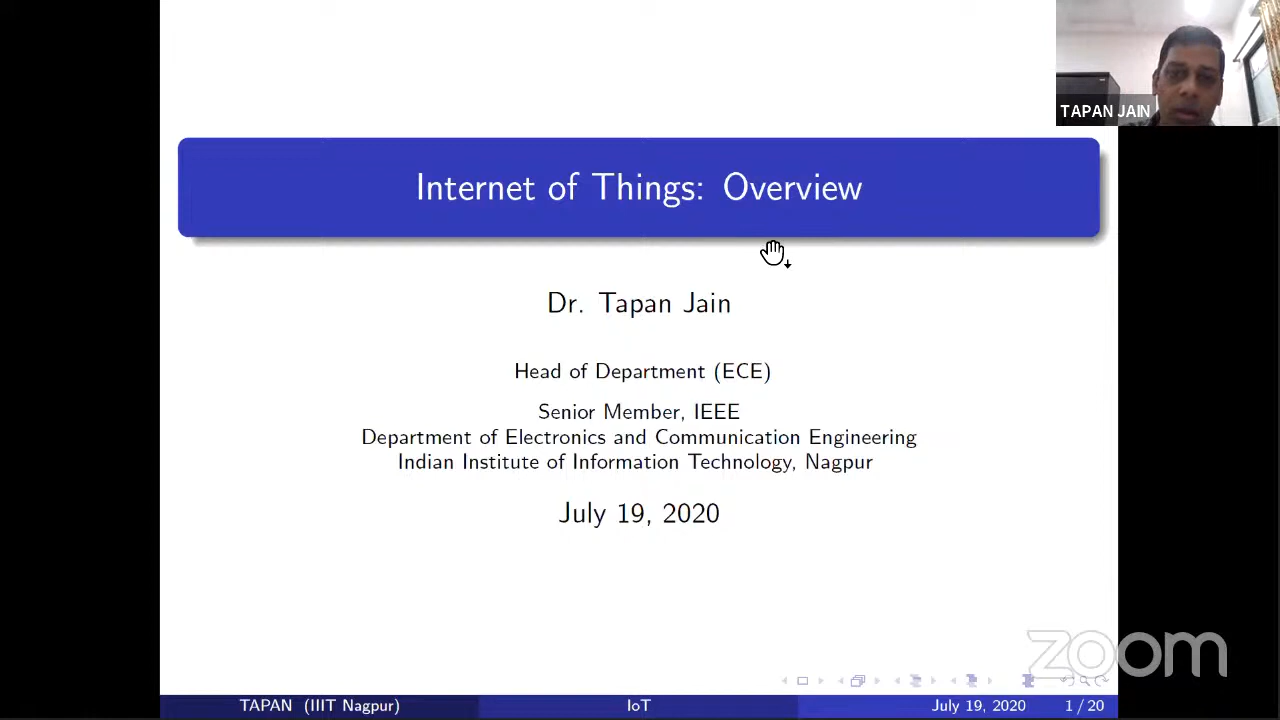 TAPAN JAIN
Internet of Things: Overview
Dr. Tapan Jain
Head of Department (ECE)
Senior Member, IEEE
Department of Electronics and Communication Engineering
Indian Institute of Information Technology, Nagpur
July 19, 2020
zoom
TAPAN (IIIT Nagpur) IoT July 19, 2020 1 / 20